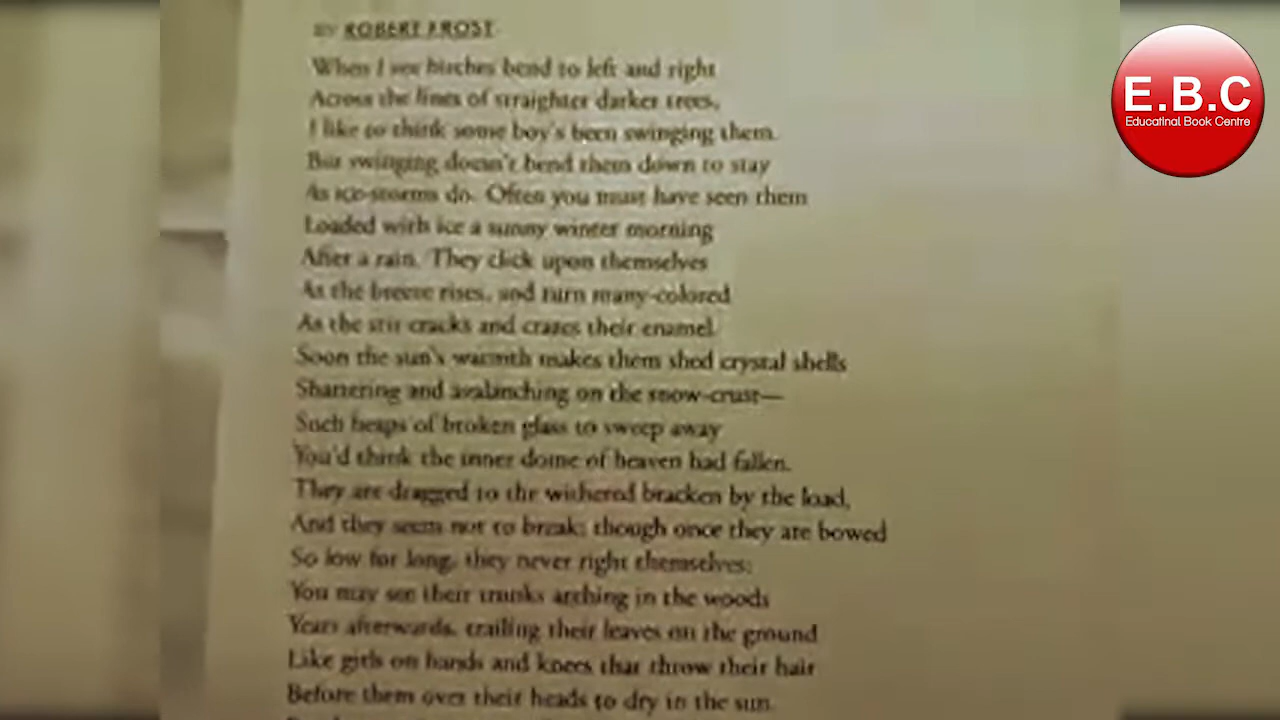 BY ROBERT FROST
When I see birches bend to left and right
Across the lines of straighter darker trees,
I like to think some boy's been swinging them.
But swinging doesn't bend them down to stay
As ice-storms do. Often you must have seen them
Loaded with ice a sunny winter morning
After a rain. They click upon themselves
As the breeze rises, and turn many-colored
As the stir cracks and crazes their enamel.
Soon the sun's warmth makes them shed crystal shells
Shattering and avalanching on the snow-crust—
Such heaps of broken glass to sweep away
You'd think the inner dome of heaven had fallen.
They are dragged to the withered bracken by the load,
And they seem not to break; though once they are bowed
So low for long, they never right themselves:
You may see their trunks arching in the woods
Years afterwards, trailing their leaves on the ground
Like girls on hands and knees that throw their hair
Before them over their heads to dry in the sun.
E.B.C
Educatinal Book Centre